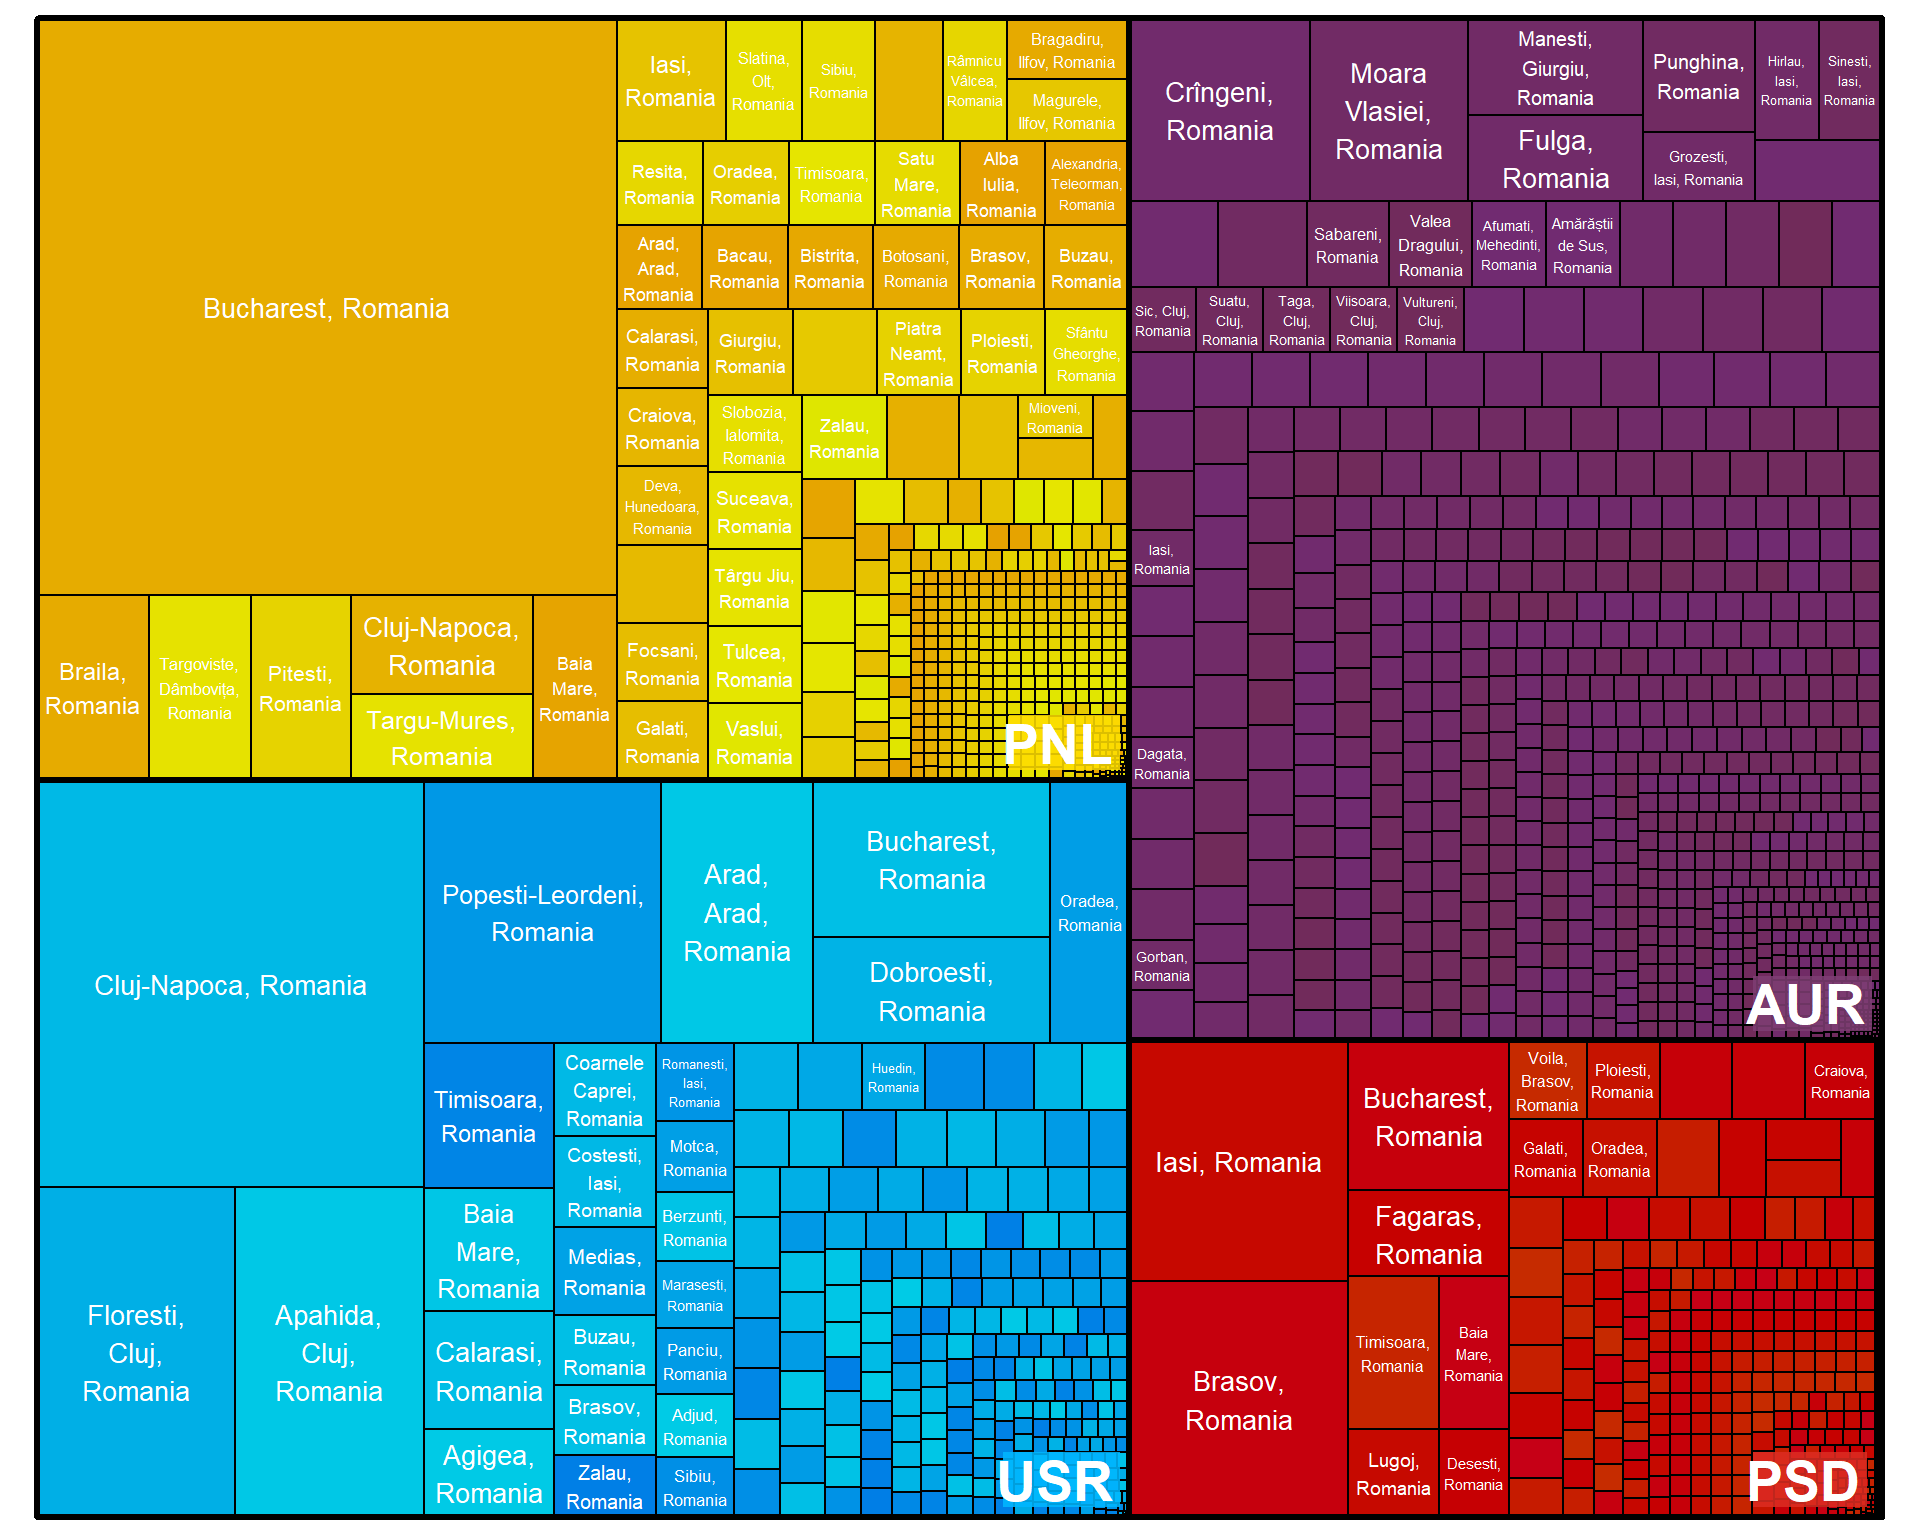 Bucharest, Romania
Braila,
Romania
Targoviste,
Dâmbovița,
Romania
Pitesti,
Romania
Cluj-Napoca,
Romania
Targu-Mures,
Romania
Baia
Mare,
Romania
Iasi,
Romania
Slatina,
Olt,
Romania
Sibiu,
Romania
Râmnicu
Vâlcea,
Romania
Bragadiru,
Ilfov, Romania
Magurele,
Ilfov, Romania
Resita,
Romania
Oradea,
Romania
Timisoara,
Romania
Satu
Mare,
Romania
Alba
Iulia,
Romania
Alexandria,
Teleorman,
Romania
Arad,
Arad,
Romania
Bacau,
Romania
Bistrita,
Romania
Botosani,
Romania
Brasov,
Romania
Buzau,
Romania
Calarasi,
Romania
Giurgiu,
Romania
Piatra
Neamt,
Romania
Ploiesti,
Romania
Sfântu
Gheorghe,
Romania
Craiova,
Romania
Slobozia,
Ialomita,
Romania
Zalau,
Romania
Mioveni,
Romania
Deva,
Hunedoara,
Romania
Suceava,
Romania
Târgu Jiu,
Romania
Focsani,
Romania
Tulcea,
Romania
Galati,
Romania
Vaslui,
Romania
PNL
Crîngeni,
Romania
Moara
Vlasiei,
Romania
Manesti,
Giurgiu,
Romania
Fulga,
Romania
Punghina,
Romania
Grozesti,
Iasi, Romania
Hirlau,
Iasi,
Romania
Sinesti,
Iasi,
Romania
Sabareni,
Romania
Valea
Dragului,
Romania
Afumati,
Mehedinti,
Romania
Amărăștii
de Sus,
Romania
Sic, Cluj,
Romania
Suatu,
Cluj,
Romania
Taga,
Cluj,
Romania
Viisoara,
Cluj,
Romania
Vultureni,
Cluj,
Romania
Iasi,
Romania
Dagata,
Romania
Gorban,
Romania
AUR
Cluj-Napoca, Romania
Floresti,
Cluj,
Romania
Apahida,
Cluj,
Romania
Popesti-Leordeni,
Romania
Arad,
Arad,
Romania
Bucharest,
Romania
Dobroesti,
Romania
Oradea,
Romania
Timisoara,
Romania
Baia
Mare,
Romania
Calarasi,
Romania
Agigea,
Romania
Coarnele
Caprei,
Romania
Costesti,
Iasi,
Romania
Medias,
Romania
Buzau,
Romania
Brasov,
Romania
Zalau,
Romania
Romanesti,
Iasi,
Romania
Motca,
Romania
Berzunti,
Romania
Marasesti,
Romania
Panciu,
Romania
Adjud,
Romania
Sibiu,
Romania
Huedin,
Romania
USR
Iasi, Romania
Brasov,
Romania
Bucharest,
Romania
Fagaras,
Romania
Timisoara,
Romania
Baia
Mare,
Romania
Lugoj,
Romania
Desesti,
Romania
Voila,
Brasov,
Romania
Ploiesti,
Romania
Craiova,
Romania
Galati,
Romania
Oradea,
Romania
PSD